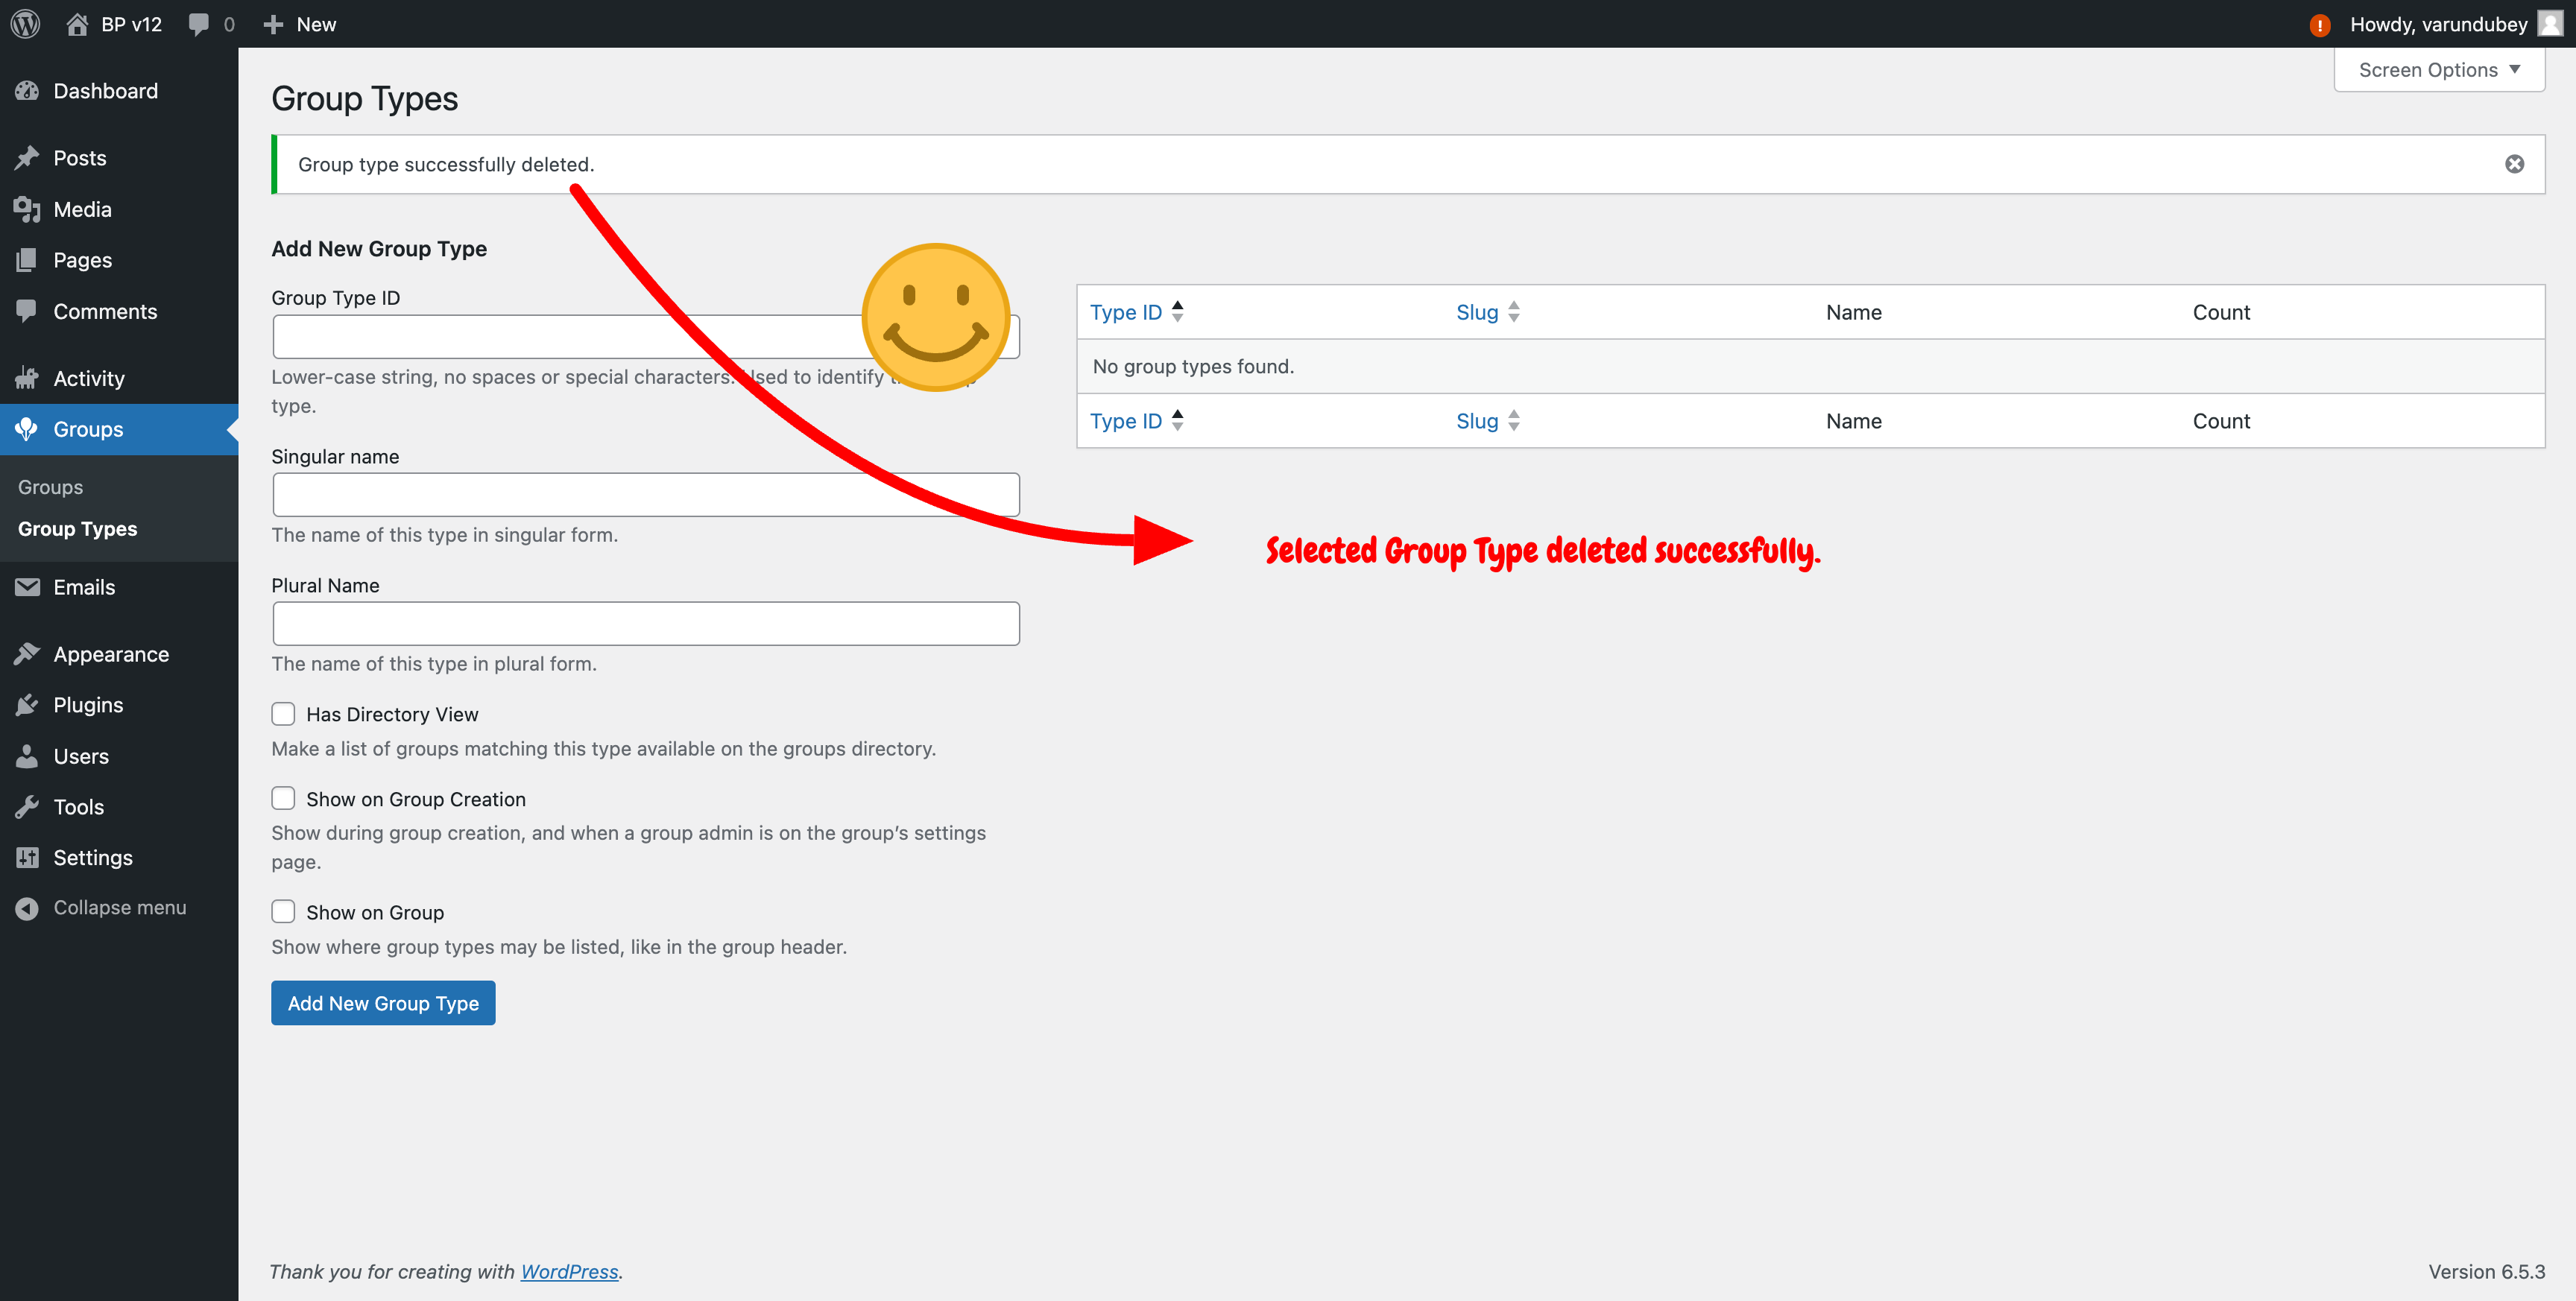 BP v12
0
New
Howdy, varundubey
Screen Options
Dashboard
Posts
Media
Pages
Comments
Activity
Groups
Groups
Group Types
Emails
Appearance
Plugins
Users
Tools
Settings
Collapse menu
Group Types
Group type successfully deleted.
Add New Group Type
Group Type ID
Lower-case string, no spaces or special characters. Used to identify
type.
Singular name
The name of this type in singular form.
Plural Name
The name of this type in plural form.
Has Directory View
Make a list of groups matching this type available on the groups directory.
Show on Group Creation
Show during group creation, and when a group admin is on the group’s settings
page.
Show on Group
Show where group types may be listed, like in the group header.
Add New Group Type
Type ID Slug Name Count
No group types found.
Type ID Slug Name Count
Selected Group Type deleted successfully.
Thank you for creating with WordPress.
Version 6.5.3